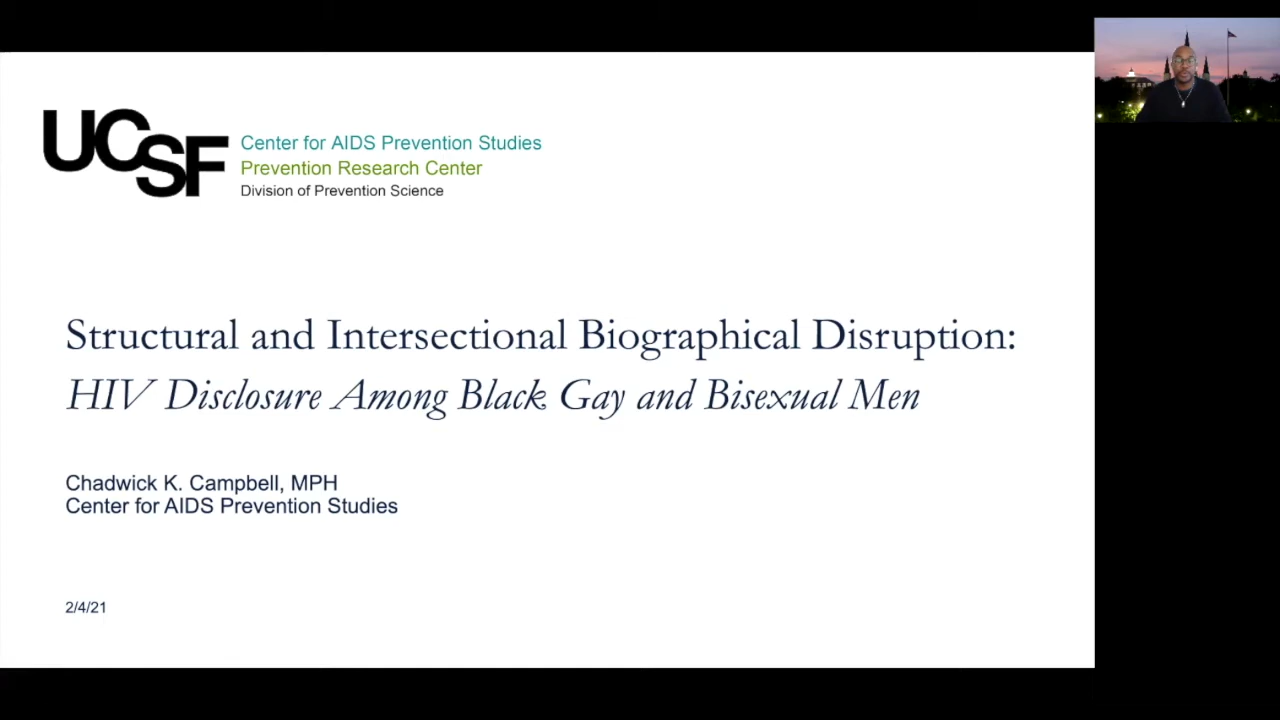 UCSF
Center for AIDS Prevention Studies
Prevention Research Center
Division of Prevention Science
Structural and Intersectional Biographical Disruption:
HIV Disclosure Among Black Gay and Bisexual Men
Chadwick K. Campbell, MPH
Center for AIDS Prevention Studies
2/4/21